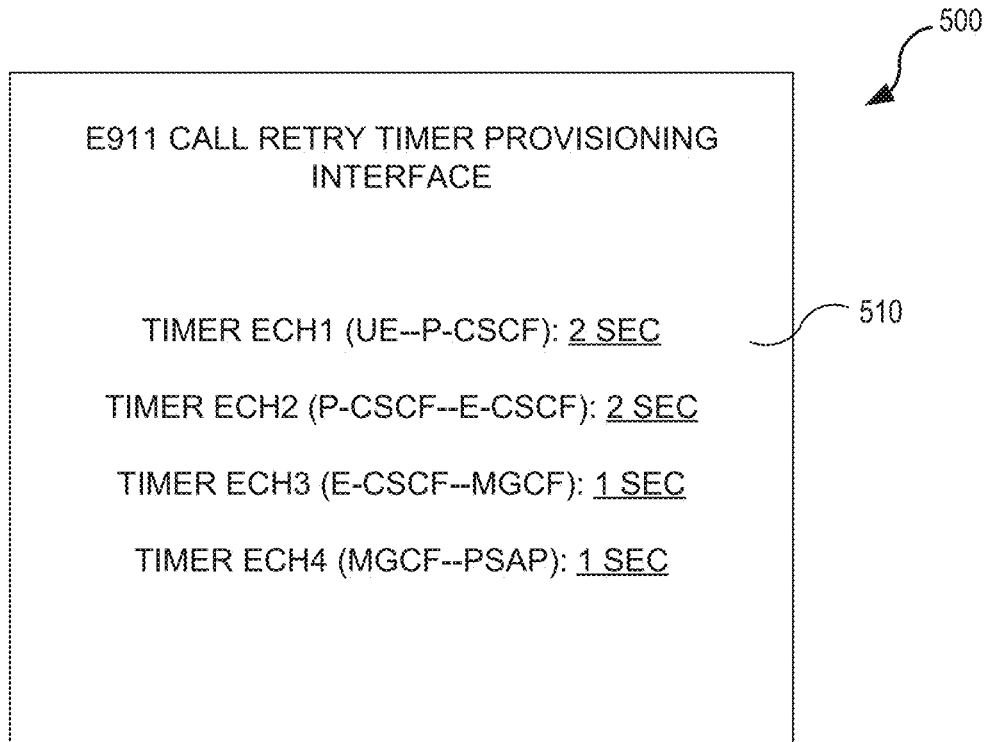 500
E911 CALL RETRY TIMER PROVISIONING
INTERFACE
510
TIMER ECH1 (UE--P-CSCF): 2 SEC
TIMER ECH2 (P-CSCF--E-CSCF): 2 SEC
TIMER ECH3 (E-CSCF--MGCF): 1 SEC
TIMER ECH4 (MGCF--PSAP): 1 SEC